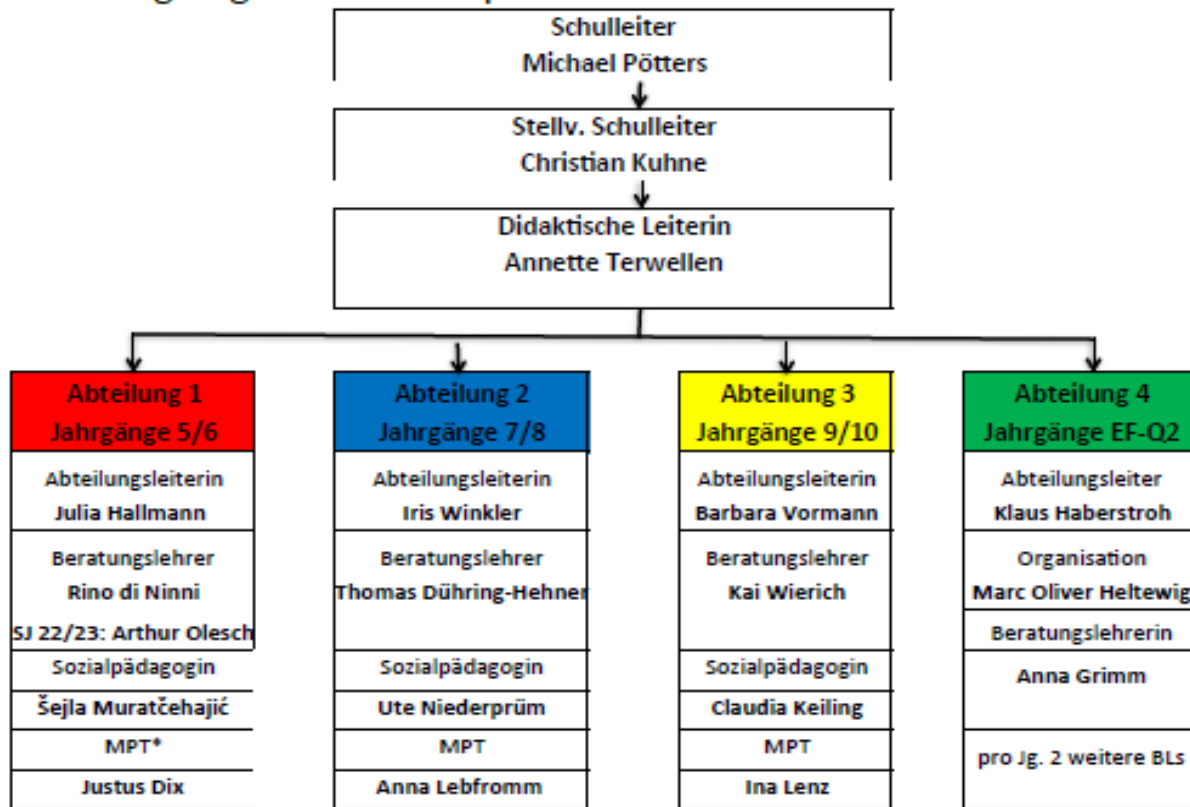 Schulleiter
Michael Pötters
Stellv. Schulleiter
Christian Kuhne
Didaktische Leiterin
Annette Terwellen
Abteilung 1
Jahrgänge 5/6
Abteilungsleiterin
Julia Hallmann
Beratungslehrer
Rino di Ninni
SJ 22/23: Arthur Olesch
Sozialpädagogin
Šejla Muratčehajić
MPT*
Justus Dix
Abteilung 2
Jahrgänge 7/8
Abteilungsleiterin
Iris Winkler
Beratungslehrer
Thomas Dühring-Hehner
Sozialpädagogin
Ute Niederprüm
MPT
Anna Lebfromm
Abteilung 3
Jahrgänge 9/10
Abteilungsleiterin
Barbara Vormann
Beratungslehrer
Kai Wierich
Sozialpädagogin
Claudia Keiling
MPT
Ina Lenz
Abteilung 4
Jahrgänge EF-Q2
Abteilungsleiter
Klaus Haberstroh
Organisation
Marc Oliver Heltewig
Beratungslehrerin
Anna Grimm
pro Jg. 2 weitere BLs